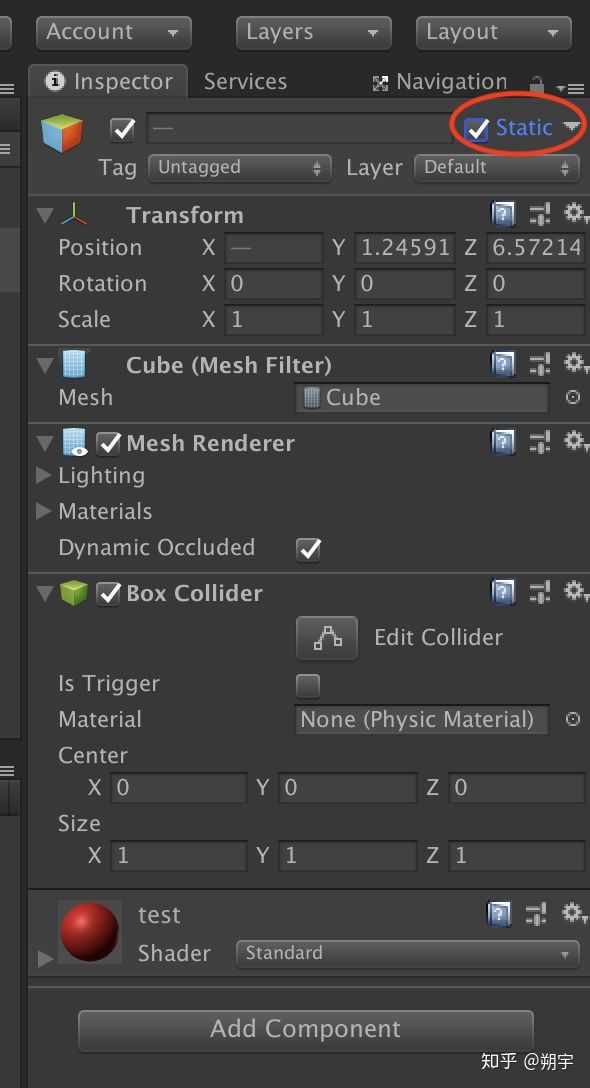 Account Layers Layout
Inspector Services Navigation
— Static
Tag Untagged Layer Default
Transform
Position X — Y 1.24591 Z 6.57214
Rotation X 0 Y 0 Z 0
Scale X 1 Y 1 Z 1
Cube (Mesh Filter)
Mesh Cube
Mesh Renderer
Lighting
Materials
Dynamic Occluded
Box Collider
Edit Collider
Is Trigger
Material None (Physic Material)
Center
X 0 Y 0 Z 0
Size
X 1 Y 1 Z 1
test
Shader Standard
Add Component
知乎 @朔宇